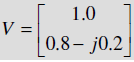 V = [ 1.0
0.8 – j0.2 ]